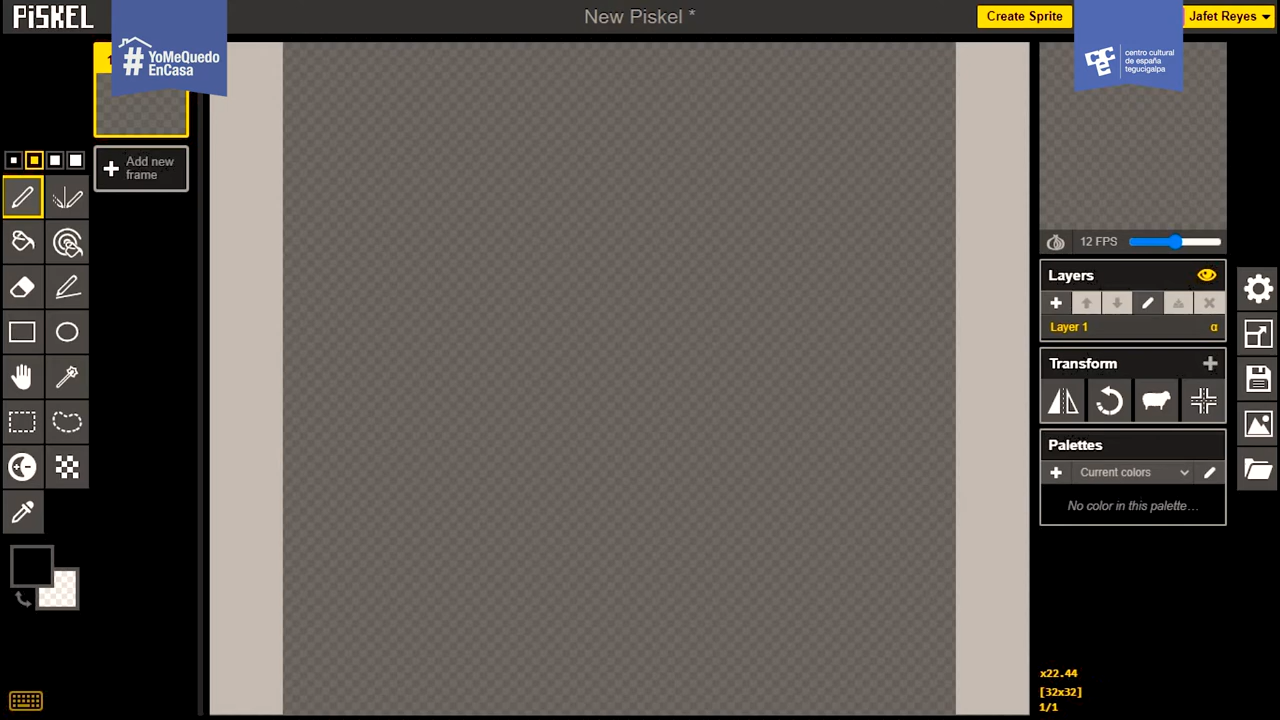 PiSKEL
New Piskel *
Create Sprite
Jafet Reyes
#YoMeQuedo
EnCasa
cce
centro cultural
de españa
tegucigalpa
Add new
frame
12 FPS
Layers
Layer 1
α
Transform
Palettes
Current colors
No color in this palette…
x22.44
[32x32]
1/1